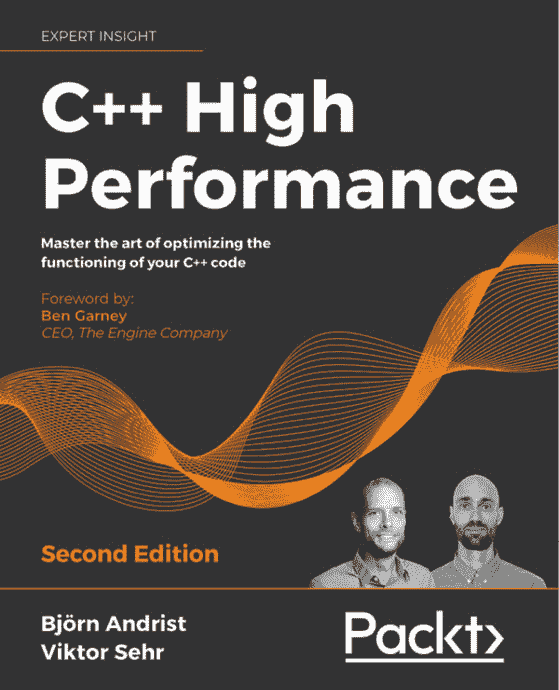 EXPERT INSIGHT
C++ High
Performance
Master the art of optimizing the
functioning of your C++ code
Foreword by:
Ben Garney
CEO, The Engine Company
Second Edition
Björn Andrist
Viktor Sehr
Packt>